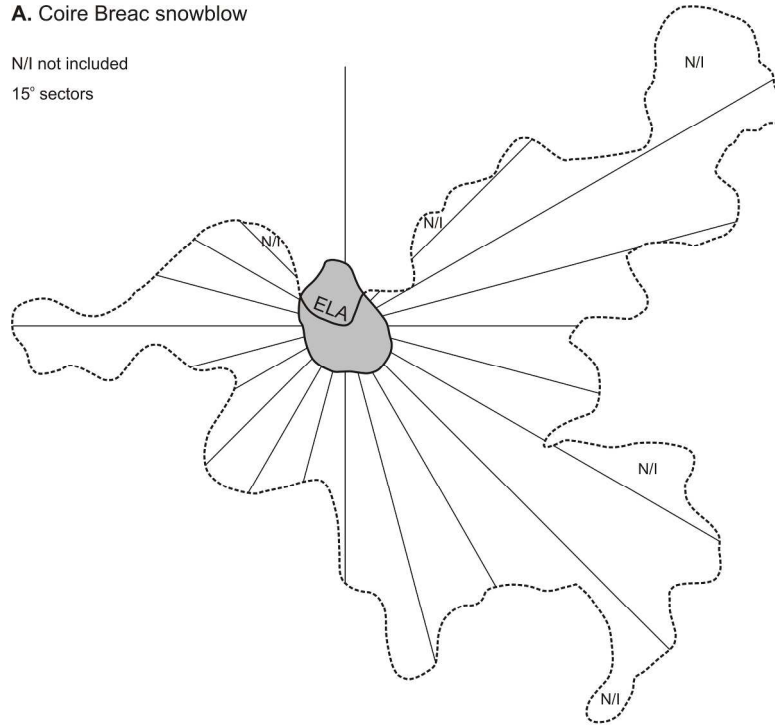 A. Coire Breac snowblow
N/I not included
15° sectors
N/I
N/I
N/I
ELA
N/I
N/I